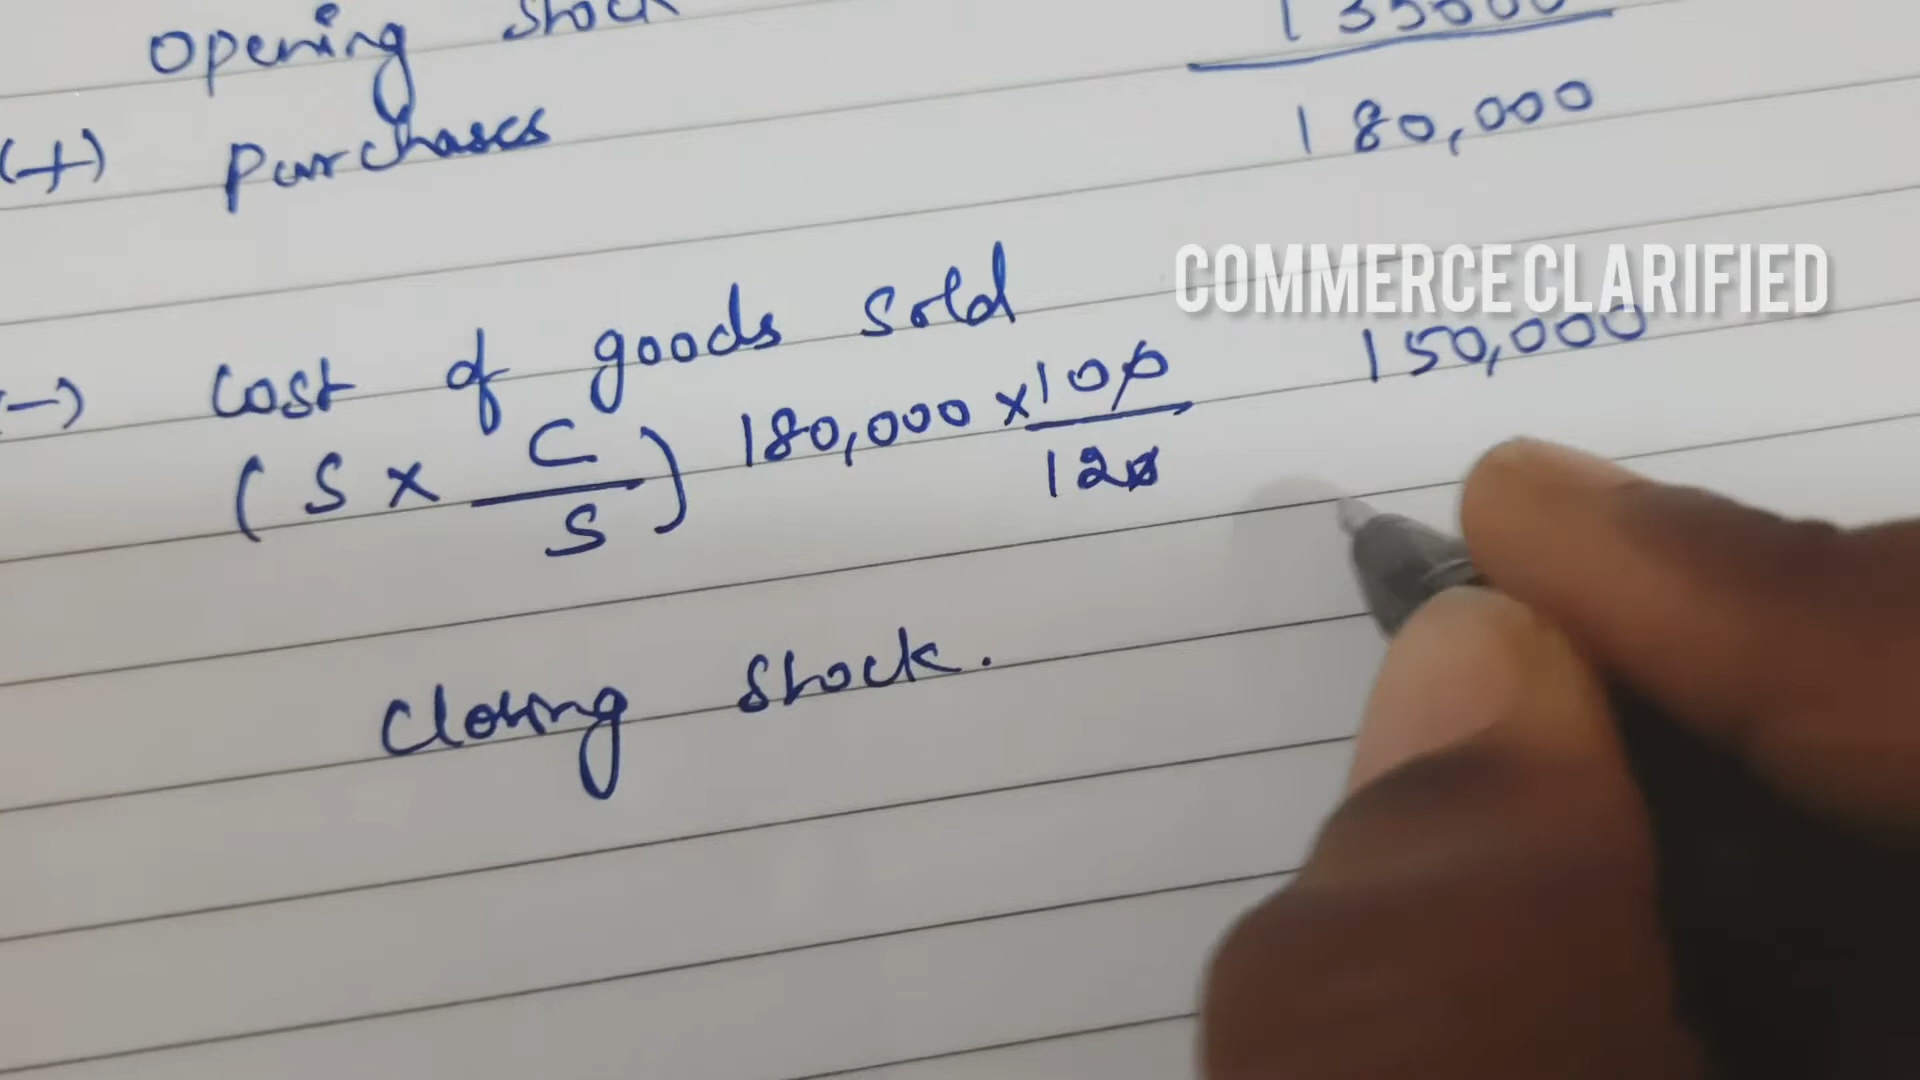 Opening Stock 135000
(+) Purchases
180,000
COMMERCE CLARIFIED
(-) Cost of goods sold 150,000
(S × C/S) 180,000 × 100/120
Closing Stock.